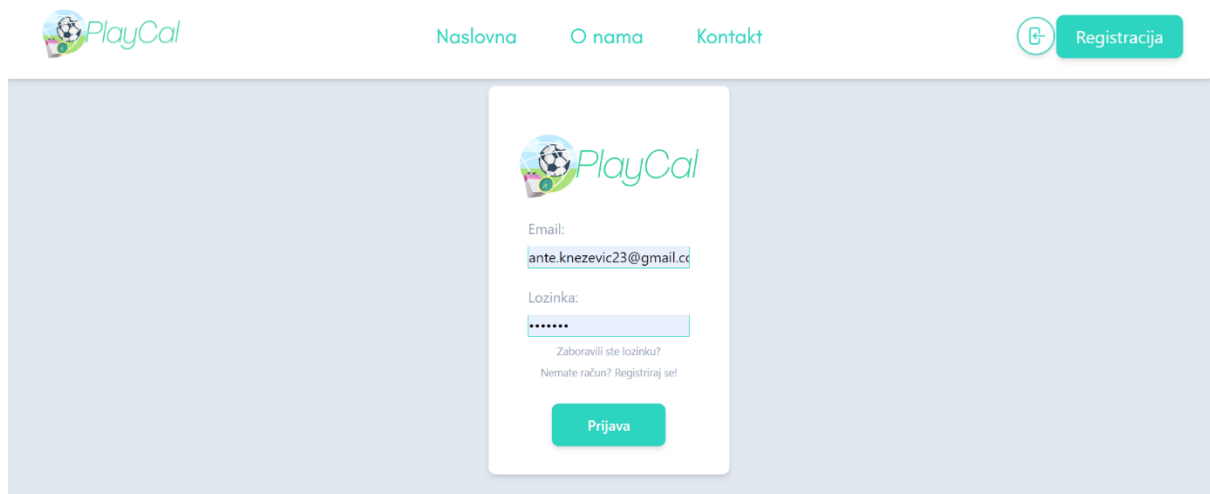 PlayCal Naslovna O nama Kontakt Registracija
PlayCal
Email:
ante.knezevic23@gmail.co
Lozinka:
•••••••
Zaboravili ste lozinku?
Nemate račun? Registriraj se!
Prijava